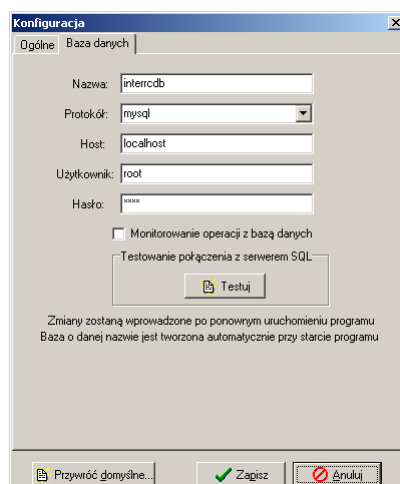 Konfiguracja
Ogólne Baza danych
Nazwa: interrcdb
Protokół: mysql
Host: localhost
Użytkownik: root
Hasło: ****
Monitorowanie operacji z bazą danych
Testowanie połączenia z serwerem SQL
Testuj
Zmiany zostaną wprowadzone po ponownym uruchomieniu programu
Baza o danej nazwie jest tworzona automatycznie przy starcie programu
Przywróć domyślne... Zapisz Anuluj